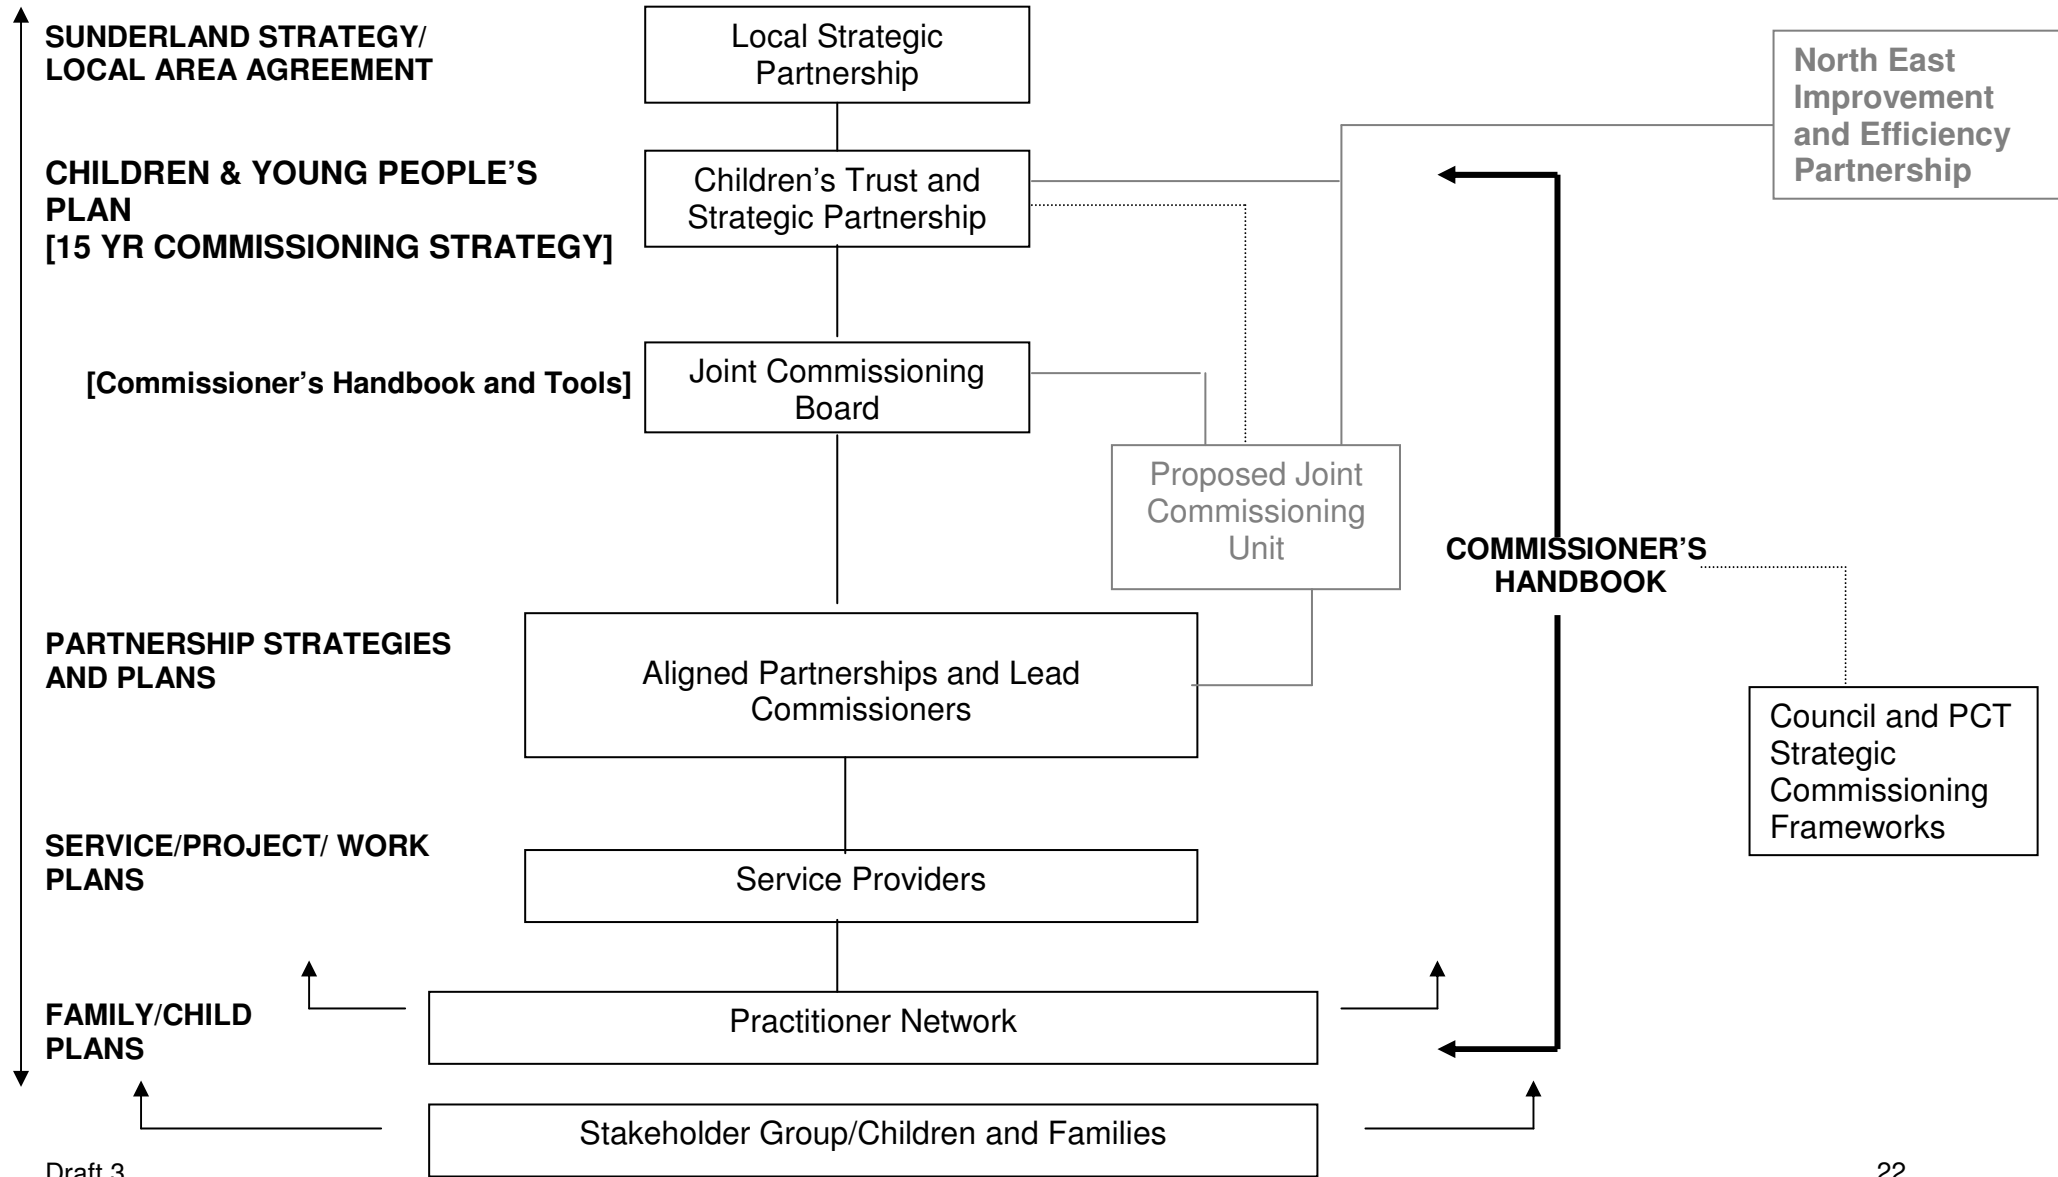 SUNDERLAND STRATEGY/
LOCAL AREA AGREEMENT
Local Strategic
Partnership
North East
Improvement
and Efficiency
Partnership
CHILDREN & YOUNG PEOPLE'S
PLAN
[15 YR COMMISSIONING STRATEGY]
Children's Trust and
Strategic Partnership
[Commissioner's Handbook and Tools]
Joint Commissioning
Board
Proposed Joint
Commissioning
Unit
COMMISSIONER'S
HANDBOOK
PARTNERSHIP STRATEGIES
AND PLANS
Aligned Partnerships and Lead
Commissioners
Council and PCT
Strategic
Commissioning
Frameworks
SERVICE/PROJECT/ WORK
PLANS
Service Providers
FAMILY/CHILD
PLANS
Practitioner Network
Stakeholder Group/Children and Families
Draft 3
22